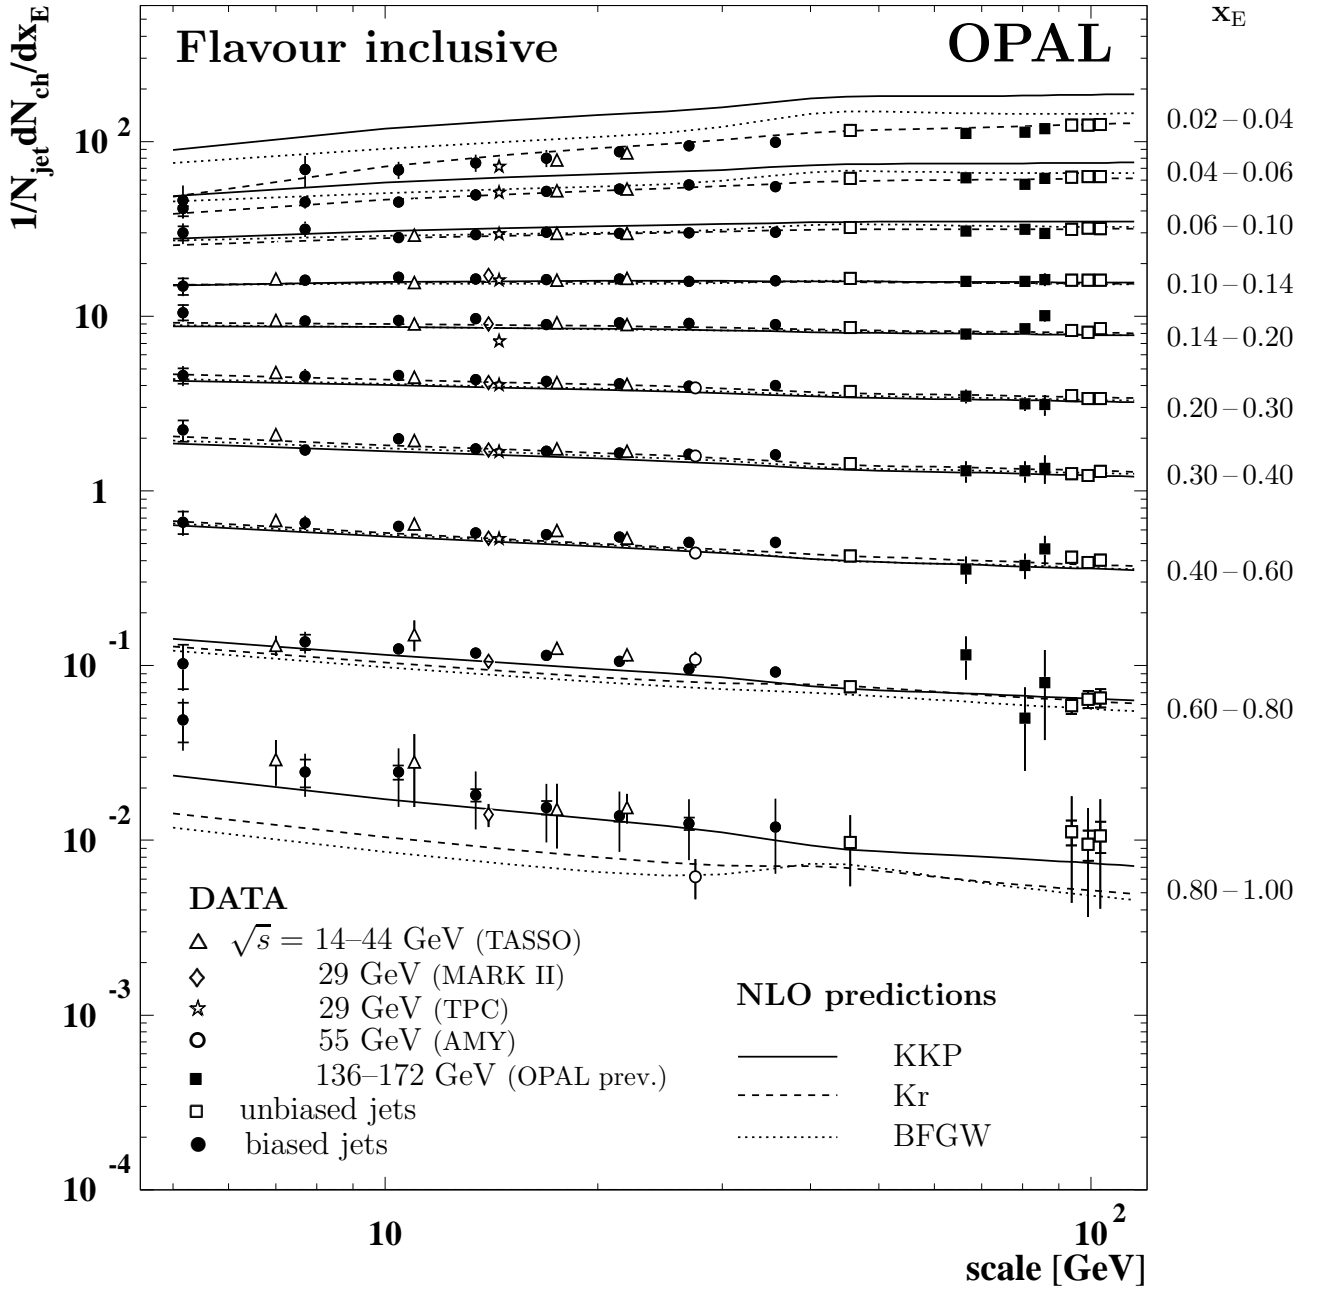 1/N_jet dN_ch/dx_E
Flavour inclusive
OPAL
x_E
0.02–0.04
0.04–0.06
0.06–0.10
0.10–0.14
0.14–0.20
0.20–0.30
0.30–0.40
0.40–0.60
0.60–0.80
0.80–1.00
10^2
10
1
10^-1
10^-2
10^-3
10^-4
DATA
√s = 14–44 GeV (TASSO)
29 GeV (MARK II)
29 GeV (TPC)
55 GeV (AMY)
136–172 GeV (OPAL prev.)
unbiased jets
biased jets
NLO predictions
KKP
Kr
BFGW
10
10^2
scale [GeV]